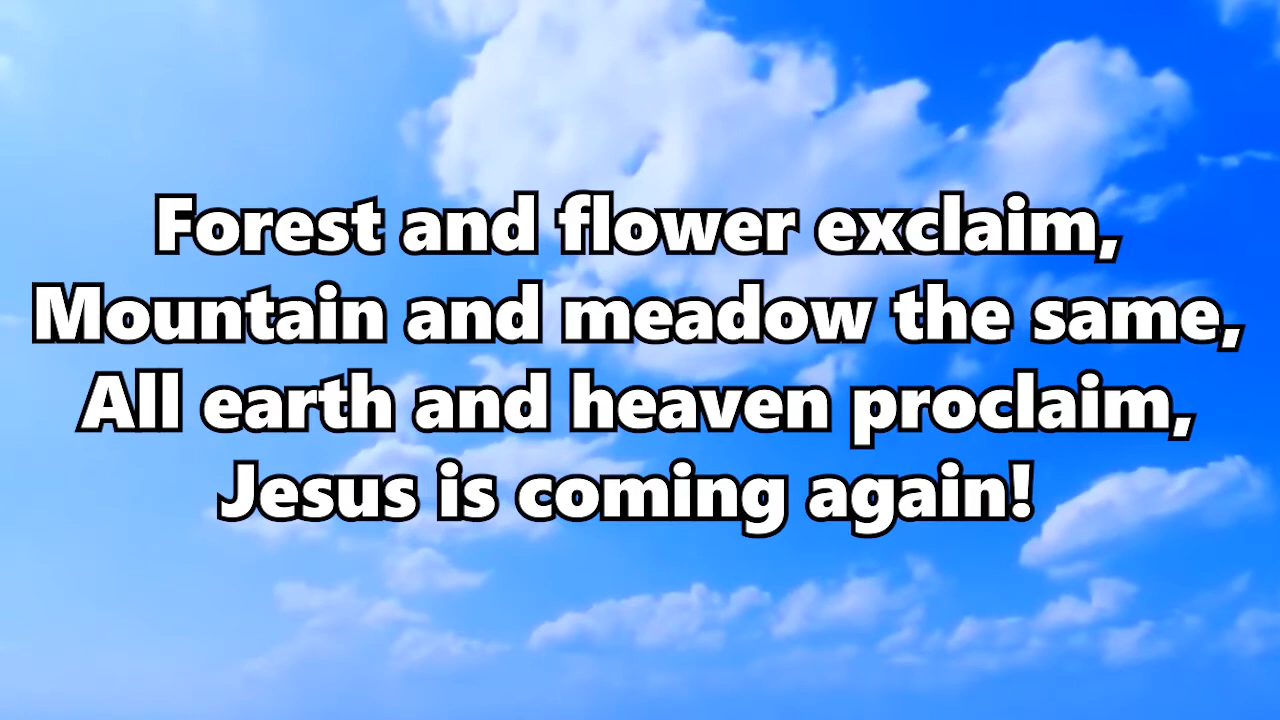 Forest and flower exclaim,
Mountain and meadow the same,
All earth and heaven proclaim,
Jesus is coming again!